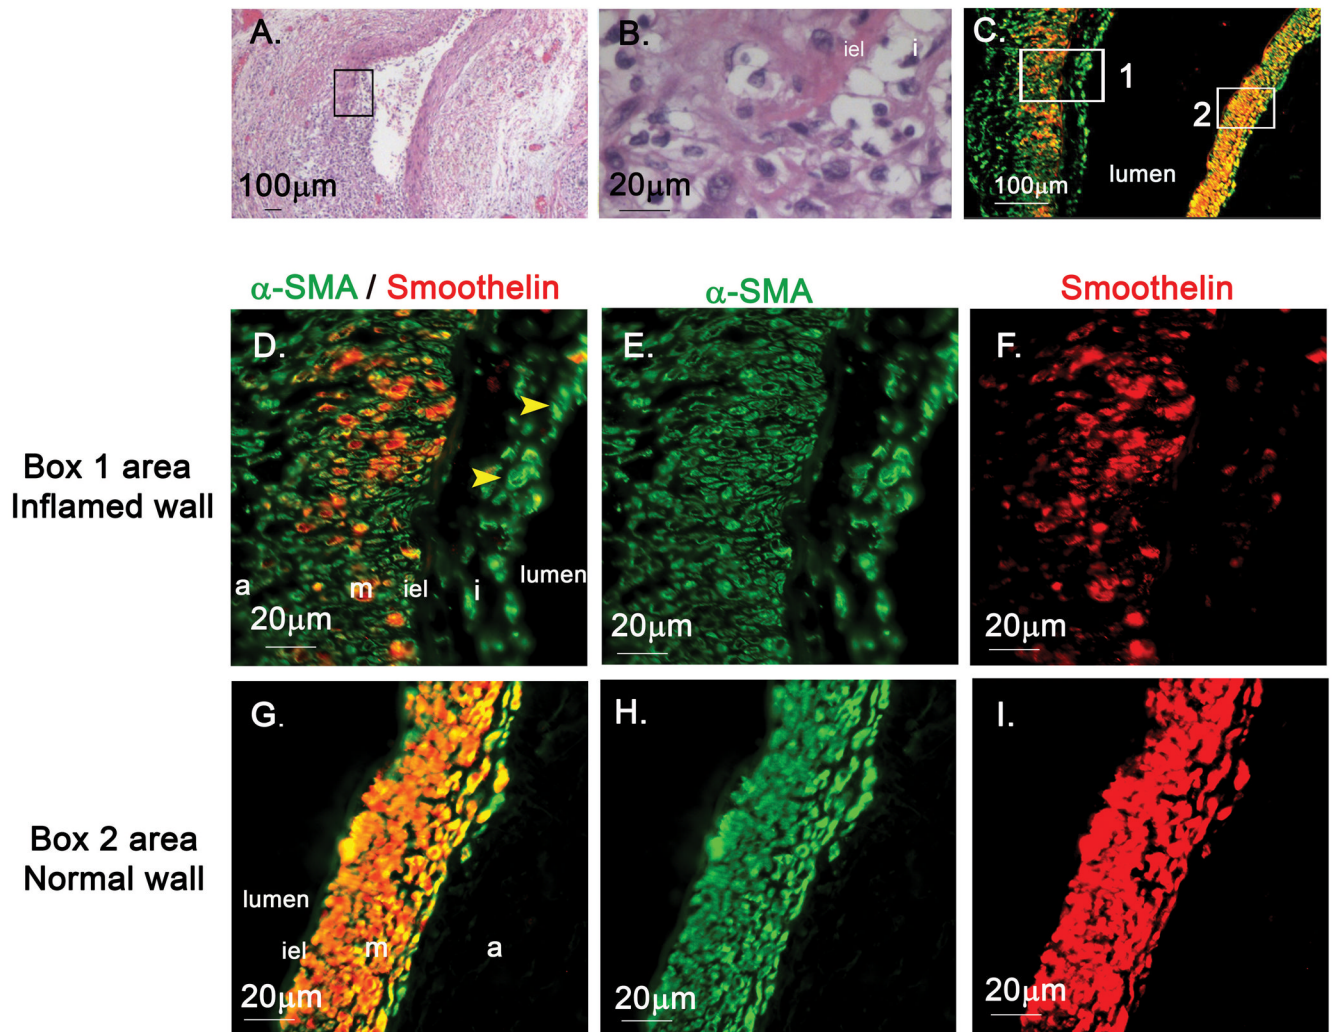 A.
100μm
B.
iel
i
20μm
C.
1
2
lumen
100μm
α-SMA / Smoothelin
α-SMA
Smoothelin
Box 1 area
Inflamed wall
D.
a
m
iel
i
lumen
20μm
E.
20μm
F.
20μm
Box 2 area
Normal wall
G.
lumen
iel
m
a
20μm
H.
20μm
I.
20μm